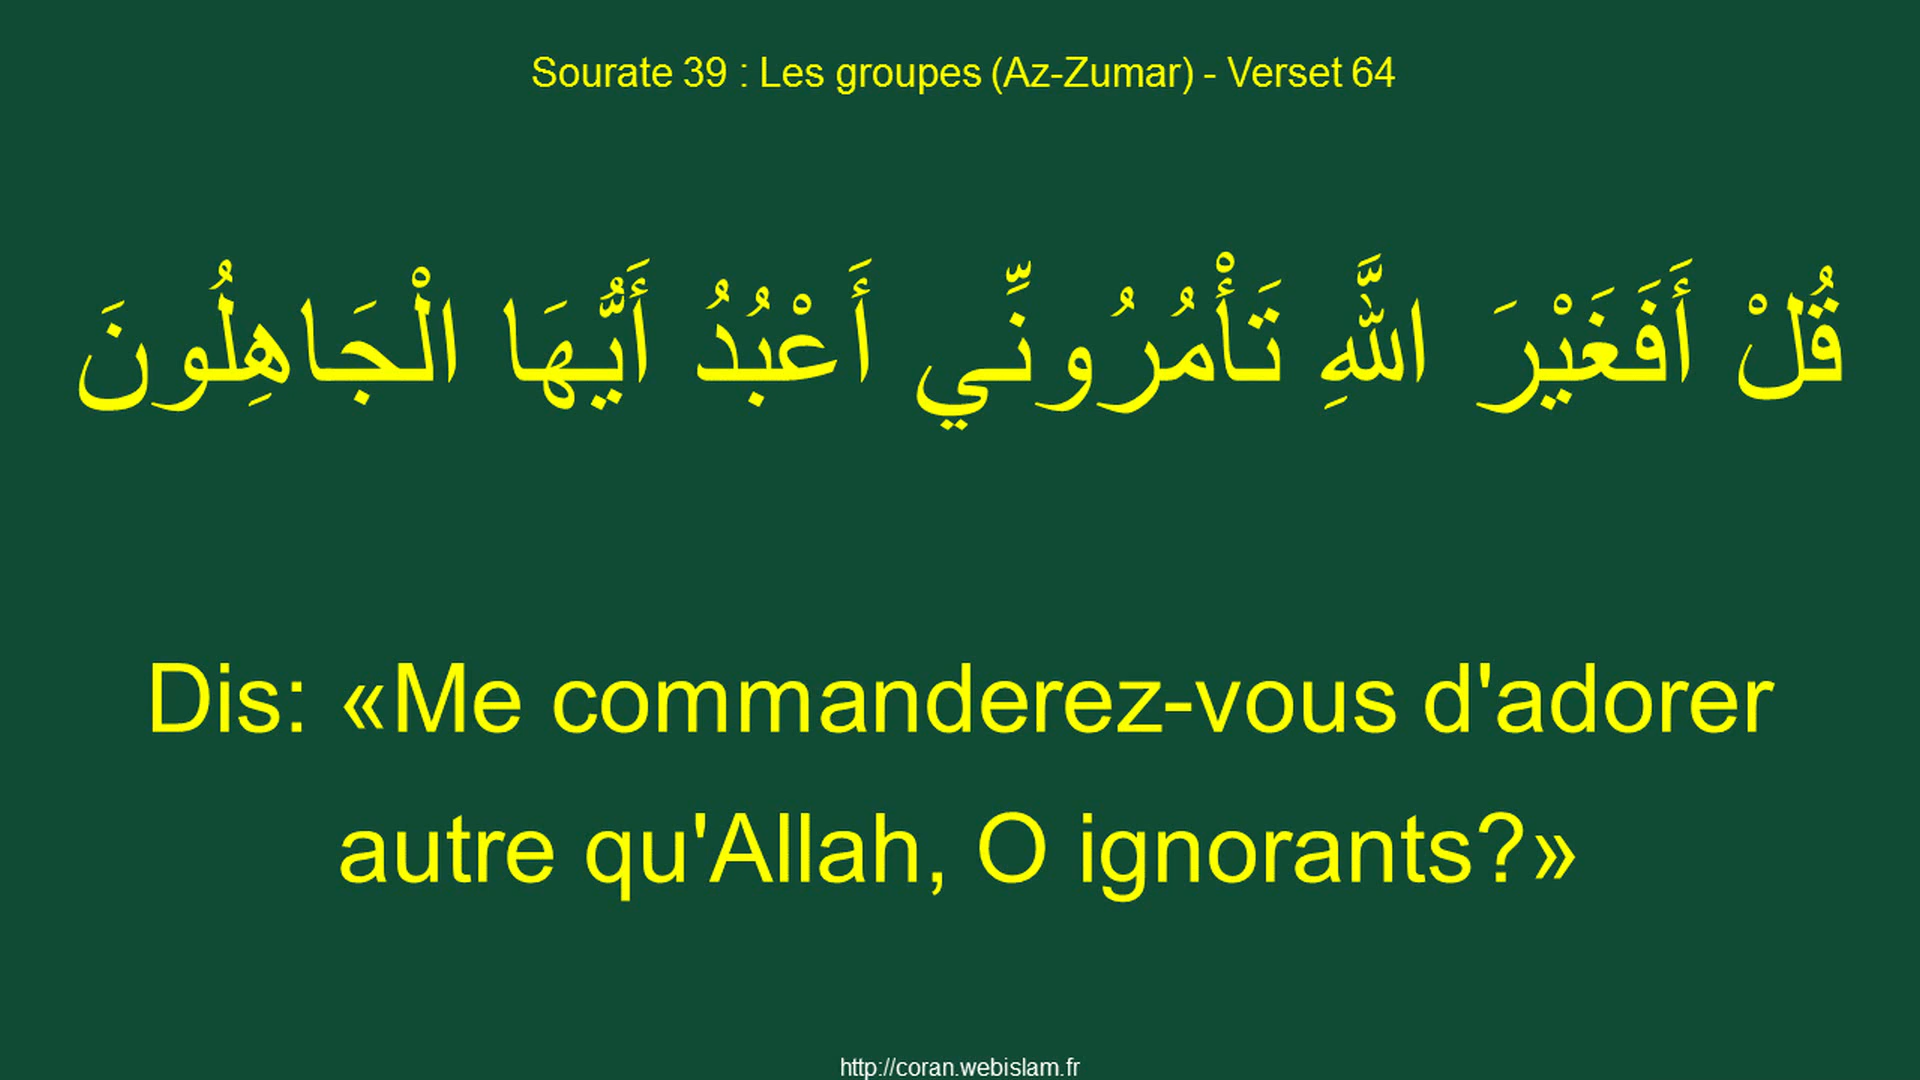 Sourate 39 : Les groupes (Az-Zumar) - Verset 64
قُلْ أَفَغَيْرَ اللَّهِ تَأْمُرُونِّي أَعْبُدُ أَيُّهَا الْجَاهِلُونَ
Dis: «Me commanderez-vous d'adorer
autre qu'Allah, O ignorants?»
http://coran.webislam.fr